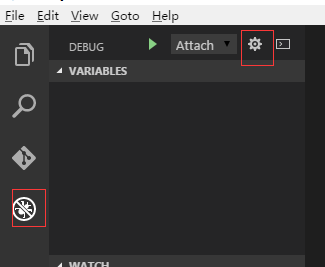 File Edit View Goto Help
DEBUG Attach
VARIABLES
WATCH